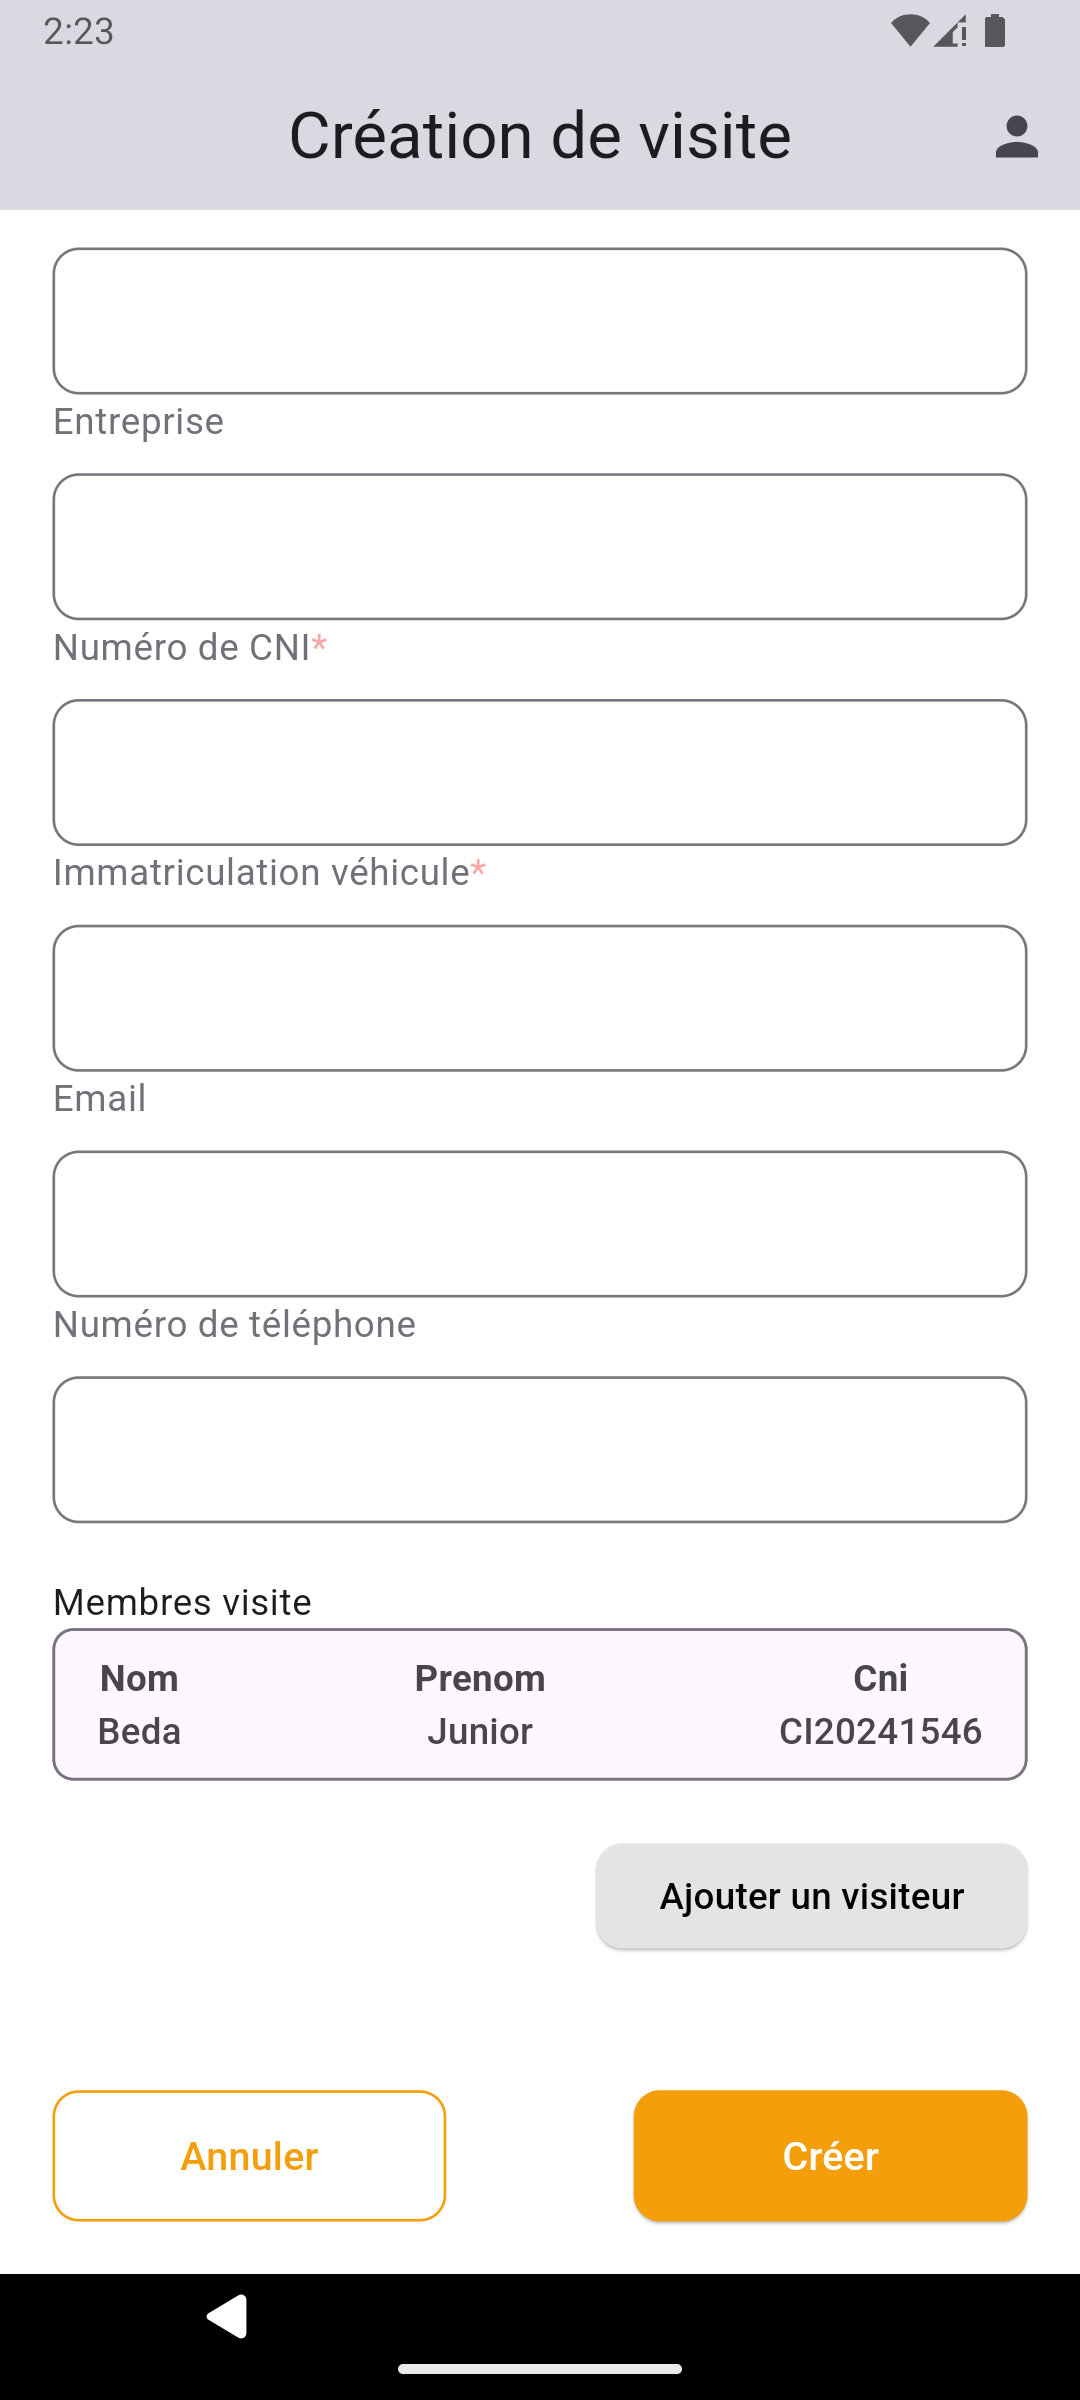 2:23
Création de visite
Entreprise
Numéro de CNI*
Immatriculation véhicule*
Email
Numéro de téléphone
Membres visite
Nom Prenom Cni
Beda Junior CI20241546
Ajouter un visiteur
Annuler Créer